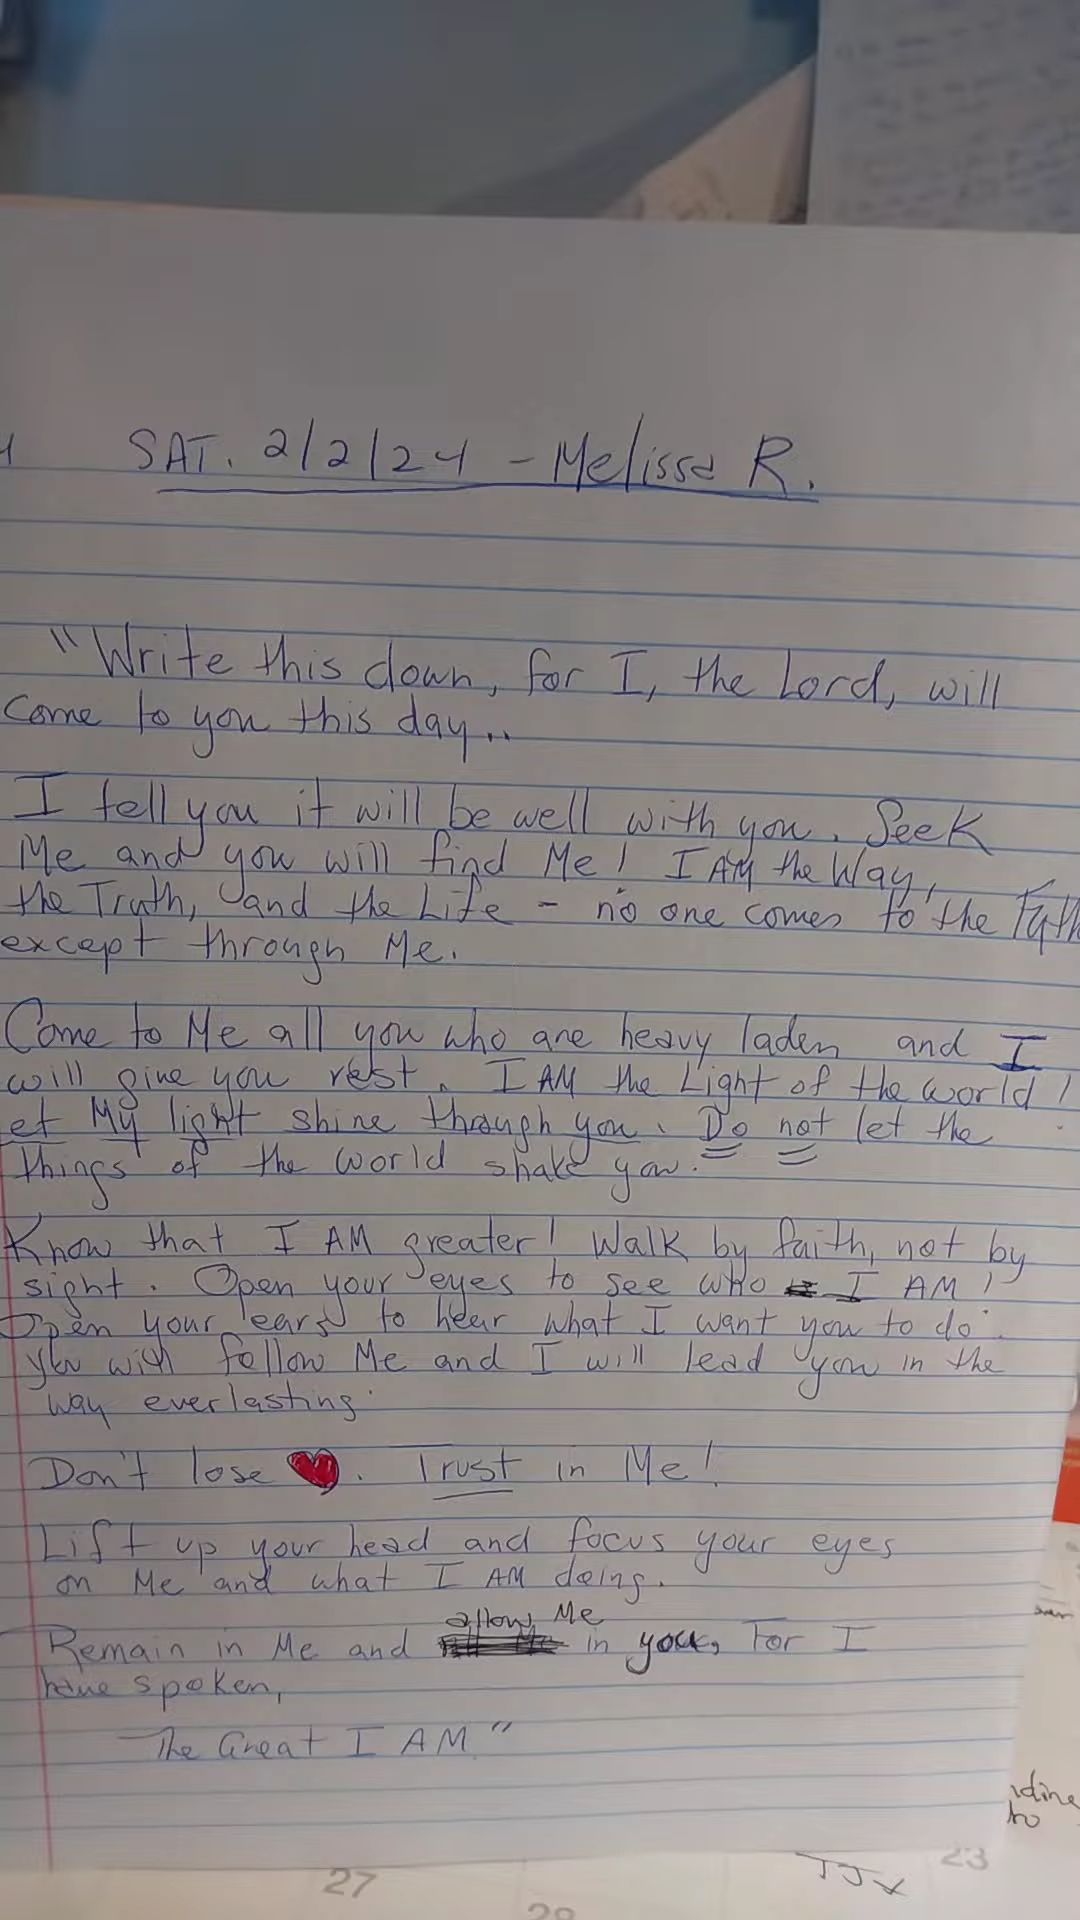 SAT. 2/2/24 - Melissa R.
"Write this down, for I, the Lord, will
come to you this day..
I tell you it will be well with you. Seek
Me and you will find Me! I AM the Way,
the Truth, and the Life - no one comes to the Fath
except through Me.
Come to Me all you who are heavy laden and I
will give you rest. I AM the Light of the world!
et My light shine through you. Do not let the
things of the world shake you.
Know that I AM greater! Walk by faith, not by
sight. Open your eyes to see who I AM!
Open your ears to hear what I want you to do.
you will follow Me and I will lead you in the
way everlasting.
Don't lose ❤. Trust in Me!
Lift up your head and focus your eyes
on Me and what I AM doing.
allow Me
Remain in Me and in you, For I
have spoken,
The Great I AM."
27
23
28